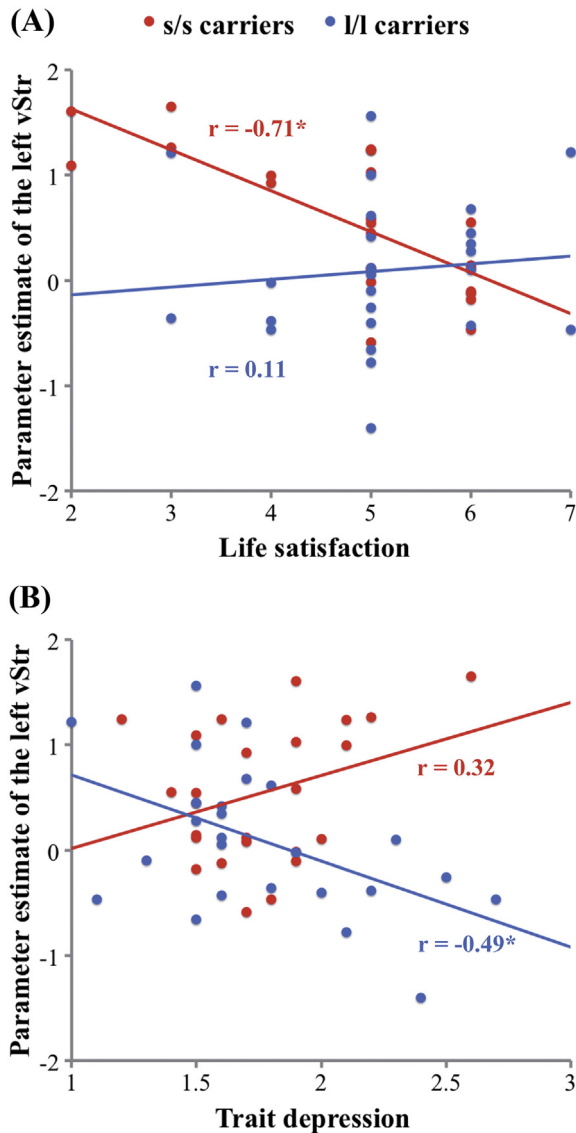 (A)
s/s carriers l/l carriers
Parameter estimate of the left vStr
2
1
0
-1
-2
r = -0.71*
r = 0.11
2 3 4 5 6 7
Life satisfaction
(B)
Parameter estimate of the left vStr
2
1
0
-1
-2
r = 0.32
r = -0.49*
1 1.5 2 2.5 3
Trait depression